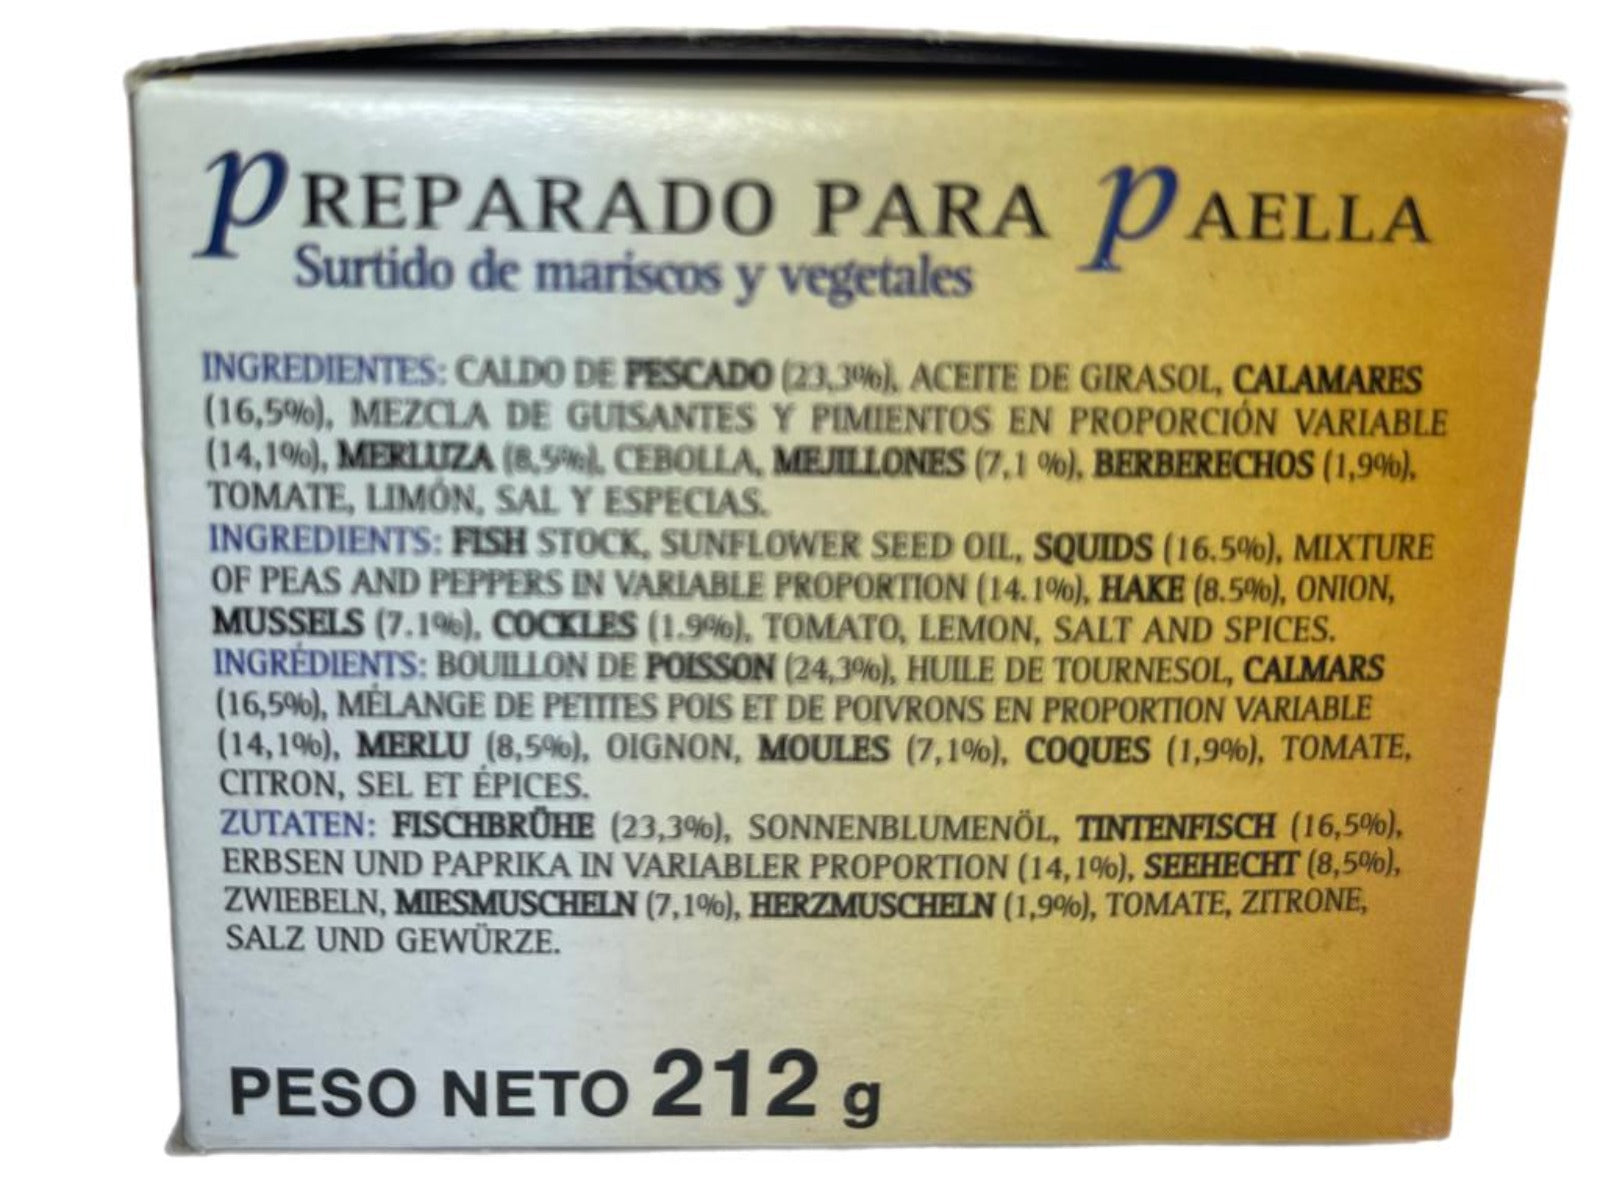 PREPARADO PARA PAELLA
Surtido de mariscos y vegetales
INGREDIENTES: CALDO DE PESCADO (23,3%), ACEITE DE GIRASOL, CALAMARES
(16,5%), MEZCLA DE GUISANTES Y PIMIENTOS EN PROPORCIÓN VARIABLE
(14,1%), MERLUZA (8,5%), CEBOLLA, MEJILLONES (7,1 %), BERBERECHOS (1,9%),
TOMATE, LIMÓN, SAL Y ESPECIAS.
INGREDIENTS: FISH STOCK, SUNFLOWER SEED OIL, SQUIDS (16.5%), MIXTURE
OF PEAS AND PEPPERS IN VARIABLE PROPORTION (14.1%), HAKE (8.5%), ONION,
MUSSELS (7.1%), COCKLES (1.9%), TOMATO, LEMON, SALT AND SPICES.
INGRÉDIENTS: BOUILLON DE POISSON (24,3%), HUILE DE TOURNESOL, CALMARS
(16,5%), MÉLANGE DE PETITES POIS ET DE POIVRONS EN PROPORTION VARIABLE
(14,1%), MERLU (8,5%), OIGNON, MOULES (7,1%), COQUES (1,9%), TOMATE,
CITRON, SEL ET ÉPICES.
ZUTATEN: FISCHBRÜHE (23,3%), SONNENBLUMENÖL, TINTENFISCH (16,5%),
ERBSEN UND PAPRIKA IN VARIABLER PROPORTION (14,1%), SEEHECHT (8,5%),
ZWIEBELN, MIESMUSCHELN (7,1%), HERZMUSCHELN (1,9%), TOMATE, ZITRONE,
SALZ UND GEWÜRZE.
PESO NETO 212 g